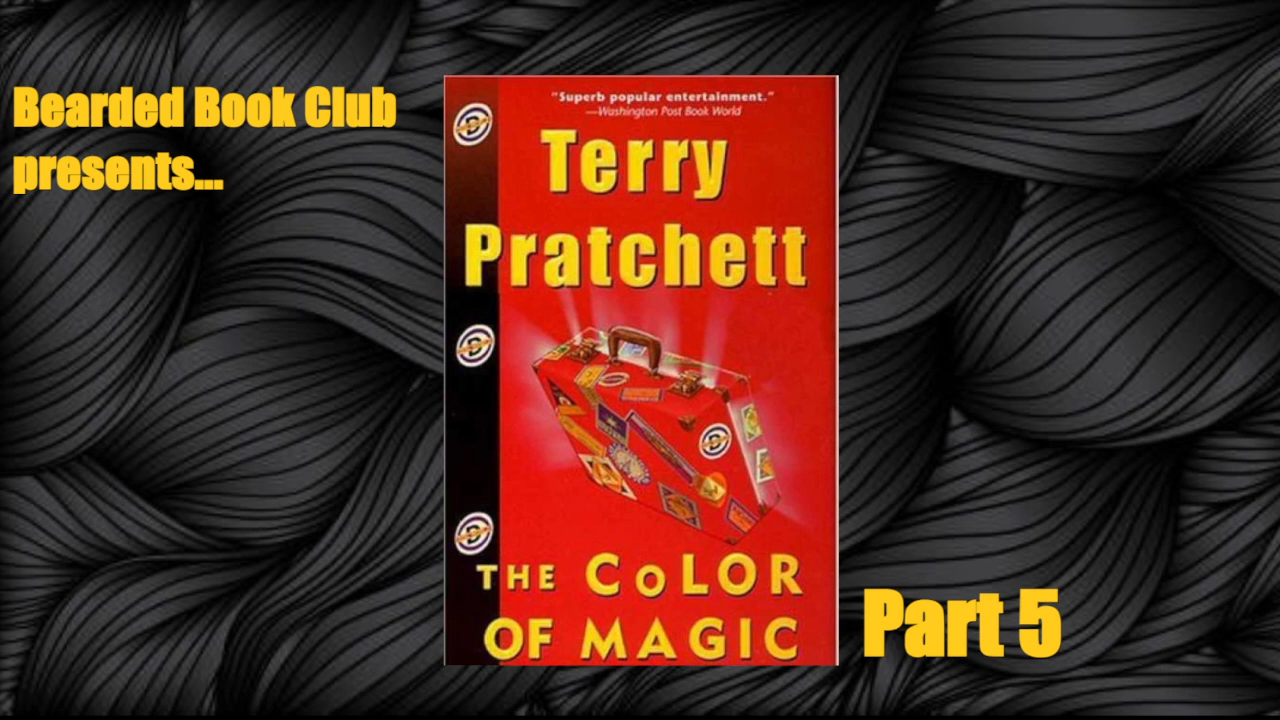 Bearded Book Club
presents...
"Superb popular entertainment."
—Washington Post Book World
Terry
Pratchett
D
D
D
D
THE CoLOR
OF MAGIC
Part 5